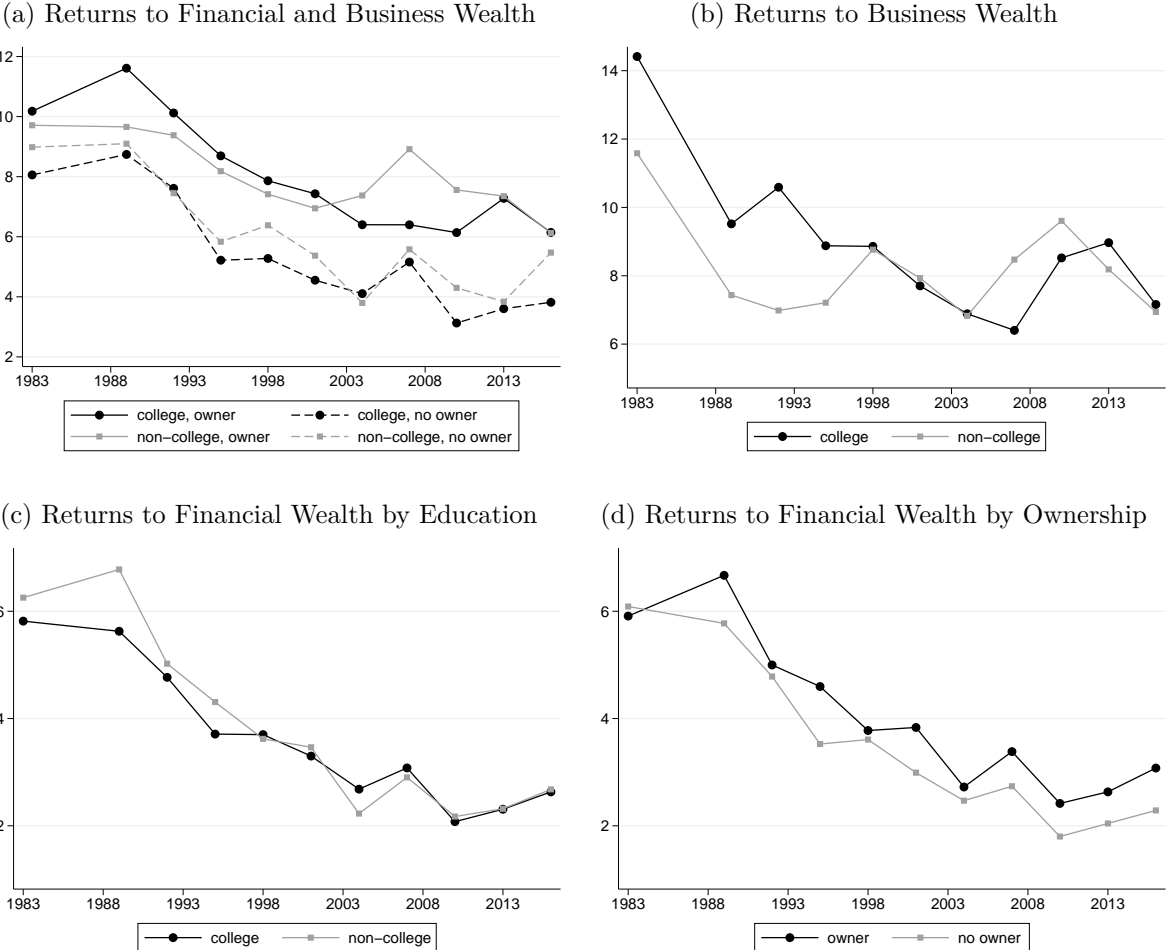 (a) Returns to Financial and Business Wealth
12
10
8
6
4
2
1983 1988 1993 1998 2003 2008 2013
college, owner college, no owner
non−college, owner non−college, no owner
(b) Returns to Business Wealth
14
12
10
8
6
1983 1988 1993 1998 2003 2008 2013
college non−college
(c) Returns to Financial Wealth by Education
6
4
2
1983 1988 1993 1998 2003 2008 2013
college non−college
(d) Returns to Financial Wealth by Ownership
6
4
2
1983 1988 1993 1998 2003 2008 2013
owner no owner